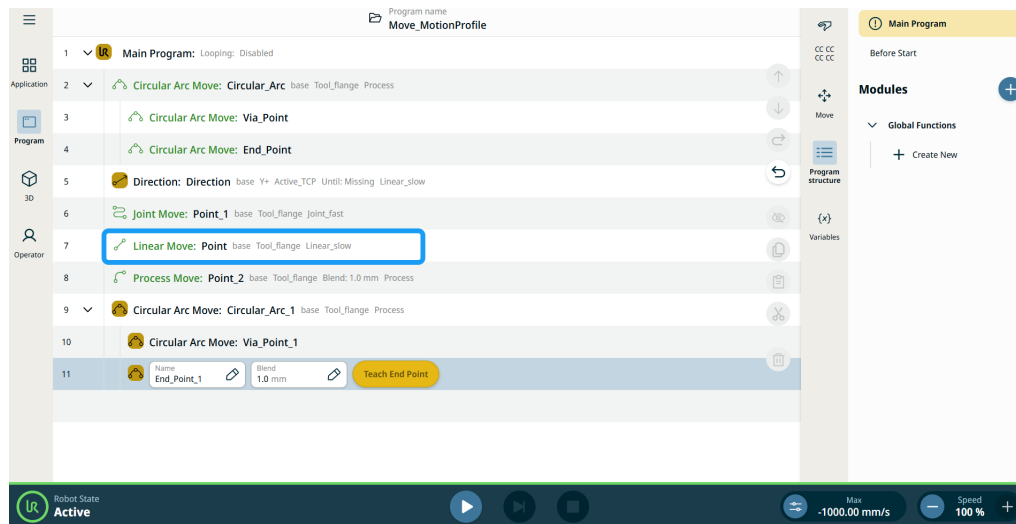 Program name
Move_MotionProfile
Application
Program
3D
Operator
1 UR Main Program: Looping: Disabled
2 Circular Arc Move: Circular_Arc base Tool_flange Process
3 Circular Arc Move: Via_Point
4 Circular Arc Move: End_Point
5 Direction: Direction base Y+ Active_TCP Until: Missing Linear_slow
6 Joint Move: Point_1 base Tool_flange Joint_fast
7 Linear Move: Point base Tool_flange Linear_slow
8 Process Move: Point_2 base Tool_flange Blend: 1.0 mm Process
9 Circular Arc Move: Circular_Arc_1 base Tool_flange Process
10 Circular Arc Move: Via_Point_1
11 Name End_Point_1 Blend 1.0 mm Teach End Point
CC CC
CC CC
Move
Program
structure
{x}
Variables
Main Program
Before Start
Modules
Global Functions
Create New
UR
Robot State
Active
Max
-1000.00 mm/s
Speed
100 %